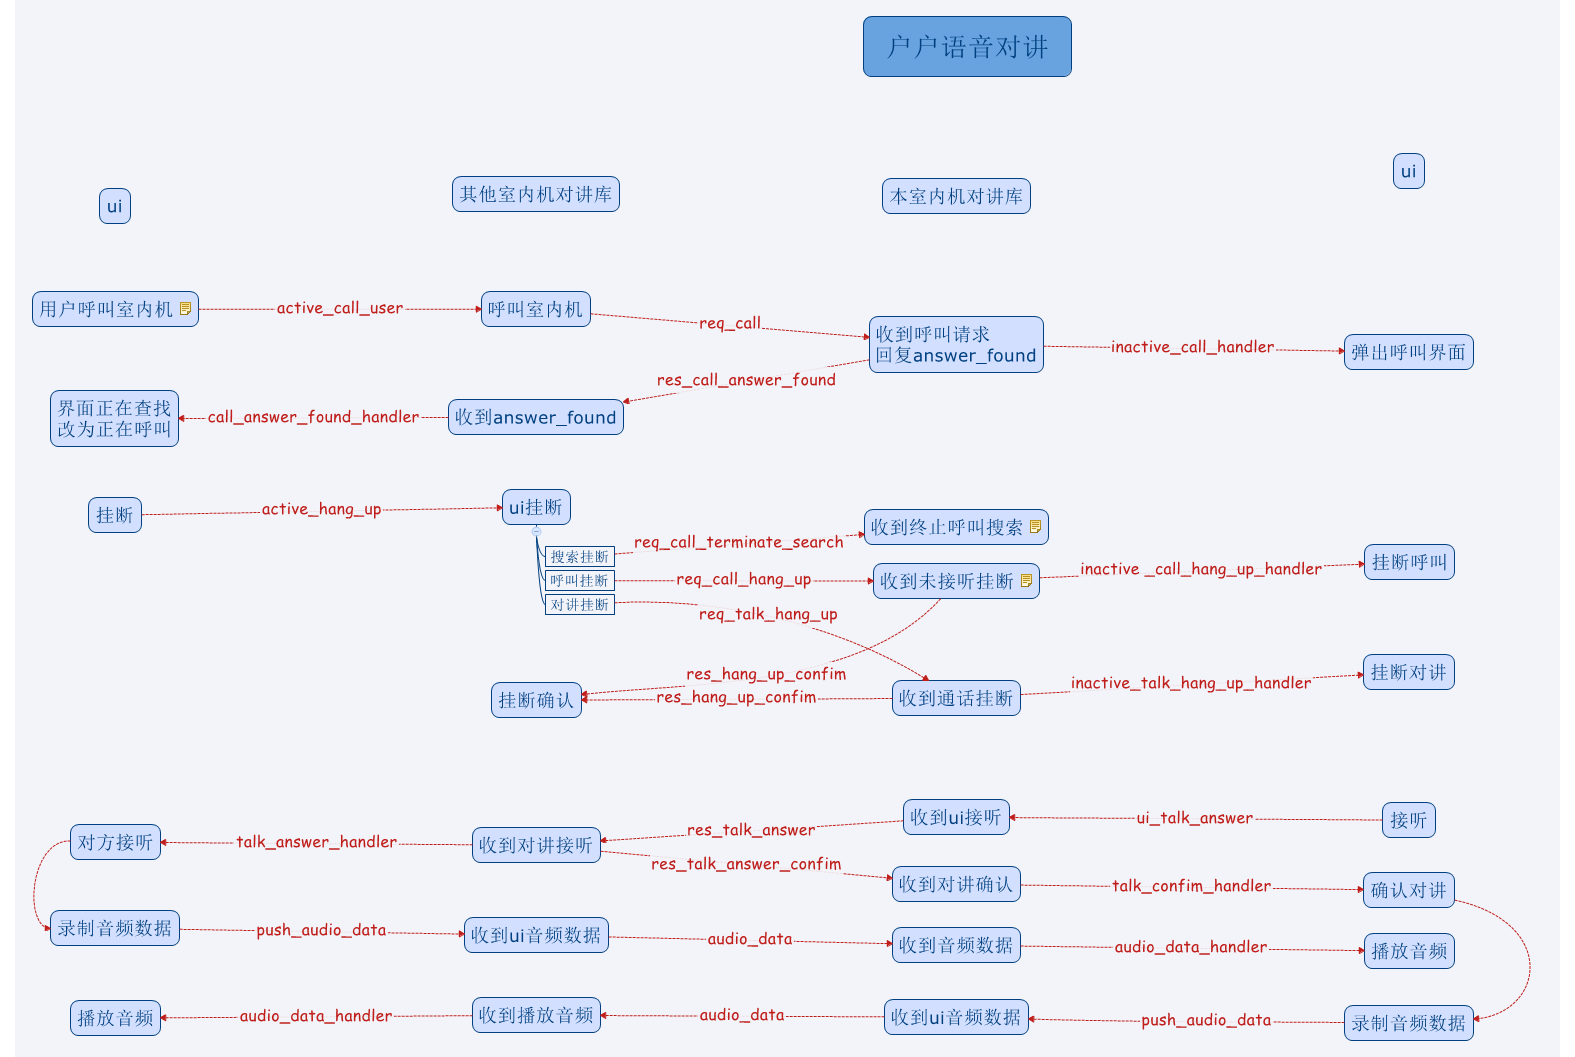 户户语音对讲
ui
其他室内机对讲库
本室内机对讲库
ui
用户呼叫室内机
active_call_user
呼叫室内机
req_call
收到呼叫请求
回复answer_found
inactive_call_handler
弹出呼叫界面
res_call_answer_found
界面正在查找
改为正在呼叫
call_answer_found_handler
收到answer_found
挂断
active_hang_up
ui挂断
搜索挂断
req_call_terminate_search
收到终止呼叫搜索
呼叫挂断
req_call_hang_up
收到未接听挂断
inactive _call_hang_up_handler
挂断呼叫
对讲挂断
req_talk_hang_up
res_hang_up_confim
挂断确认
res_hang_up_confim
收到通话挂断
inactive_talk_hang_up_handler
挂断对讲
对方接听
talk_answer_handler
收到对讲接听
res_talk_answer
收到ui接听
ui_talk_answer
接听
res_talk_answer_confim
收到对讲确认
talk_confim_handler
确认对讲
录制音频数据
push_audio_data
收到ui音频数据
audio_data
收到音频数据
audio_data_handler
播放音频
播放音频
audio_data_handler
收到播放音频
audio_data
收到ui音频数据
push_audio_data
录制音频数据